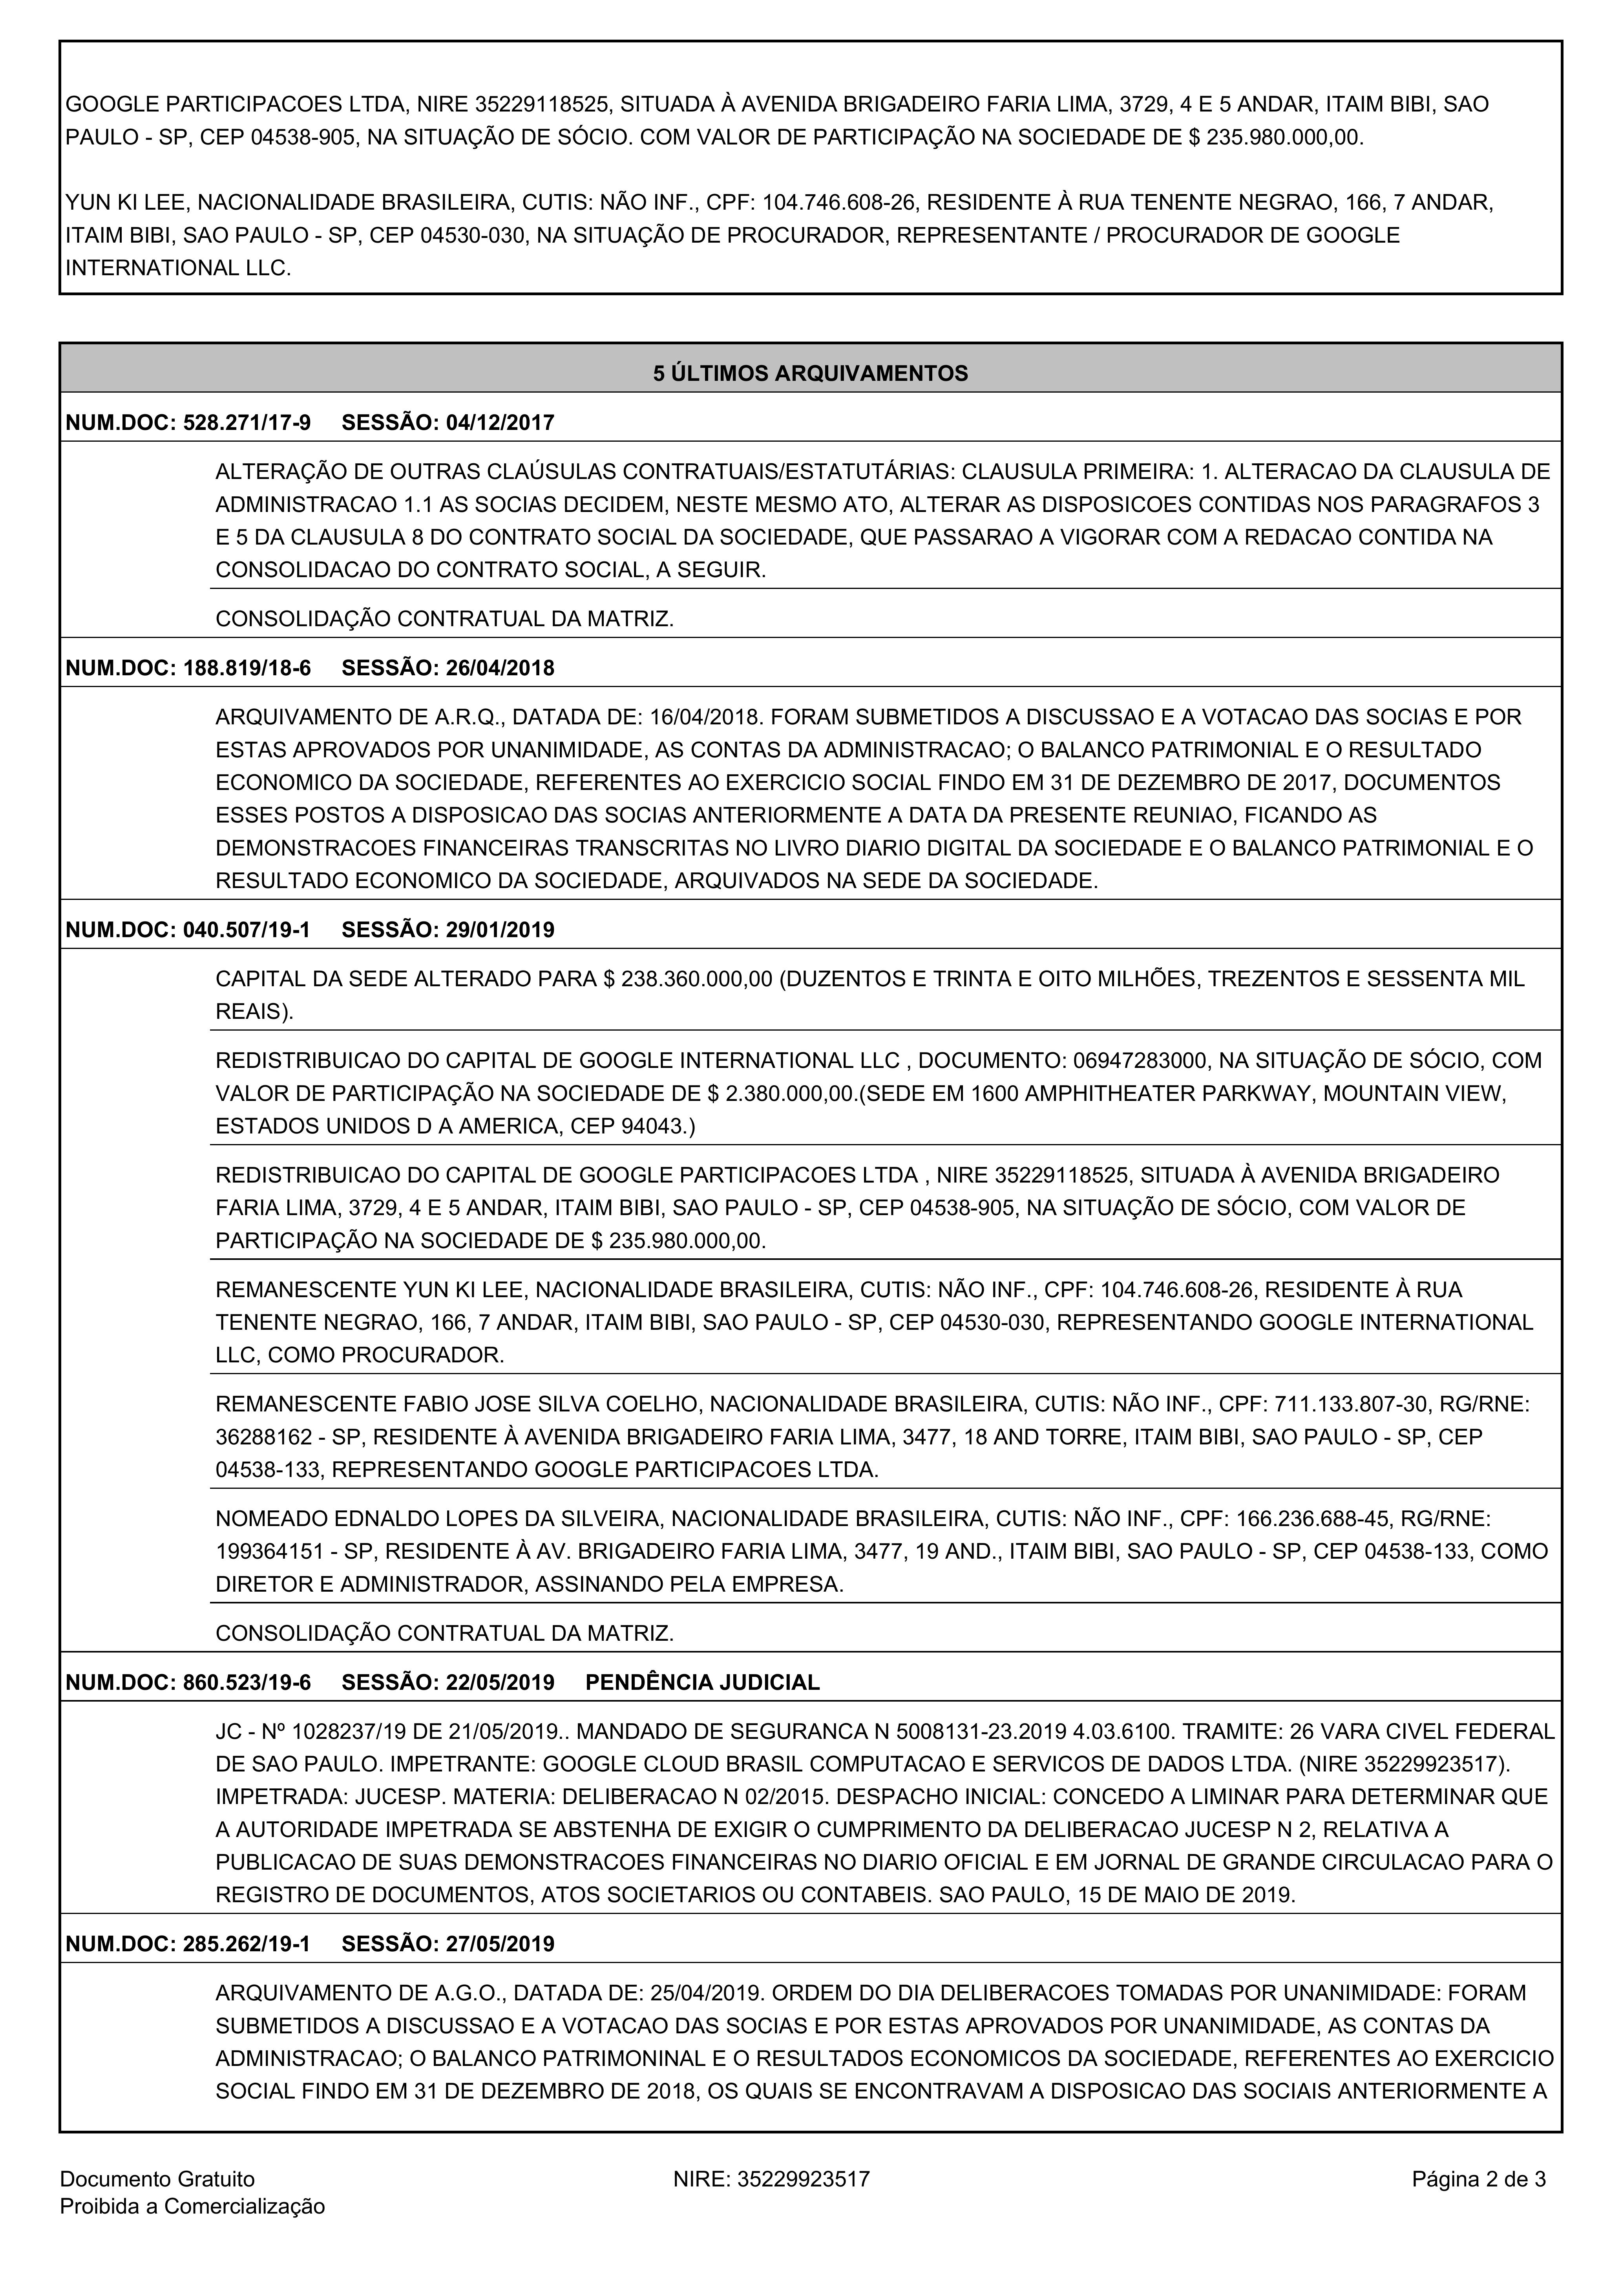 GOOGLE PARTICIPACOES LTDA, NIRE 35229118525, SITUADA À AVENIDA BRIGADEIRO FARIA LIMA, 3729, 4 E 5 ANDAR, ITAIM BIBI, SAO
PAULO - SP, CEP 04538-905, NA SITUAÇÃO DE SÓCIO. COM VALOR DE PARTICIPAÇÃO NA SOCIEDADE DE $ 235.980.000,00.
YUN KI LEE, NACIONALIDADE BRASILEIRA, CUTIS: NÃO INF., CPF: 104.746.608-26, RESIDENTE À RUA TENENTE NEGRAO, 166, 7 ANDAR,
ITAIM BIBI, SAO PAULO - SP, CEP 04530-030, NA SITUAÇÃO DE PROCURADOR, REPRESENTANTE / PROCURADOR DE GOOGLE
INTERNATIONAL LLC.
5 ÚLTIMOS ARQUIVAMENTOS
NUM.DOC: 528.271/17-9 SESSÃO: 04/12/2017
ALTERAÇÃO DE OUTRAS CLAÚSULAS CONTRATUAIS/ESTATUTÁRIAS: CLAUSULA PRIMEIRA: 1. ALTERACAO DA CLAUSULA DE
ADMINISTRACAO 1.1 AS SOCIAS DECIDEM, NESTE MESMO ATO, ALTERAR AS DISPOSICOES CONTIDAS NOS PARAGRAFOS 3
E 5 DA CLAUSULA 8 DO CONTRATO SOCIAL DA SOCIEDADE, QUE PASSARAO A VIGORAR COM A REDACAO CONTIDA NA
CONSOLIDACAO DO CONTRATO SOCIAL, A SEGUIR.
CONSOLIDAÇÃO CONTRATUAL DA MATRIZ.
NUM.DOC: 188.819/18-6 SESSÃO: 26/04/2018
ARQUIVAMENTO DE A.R.Q., DATADA DE: 16/04/2018. FORAM SUBMETIDOS A DISCUSSAO E A VOTACAO DAS SOCIAS E POR
ESTAS APROVADOS POR UNANIMIDADE, AS CONTAS DA ADMINISTRACAO; O BALANCO PATRIMONIAL E O RESULTADO
ECONOMICO DA SOCIEDADE, REFERENTES AO EXERCICIO SOCIAL FINDO EM 31 DE DEZEMBRO DE 2017, DOCUMENTOS
ESSES POSTOS A DISPOSICAO DAS SOCIAS ANTERIORMENTE A DATA DA PRESENTE REUNIAO, FICANDO AS
DEMONSTRACOES FINANCEIRAS TRANSCRITAS NO LIVRO DIARIO DIGITAL DA SOCIEDADE E O BALANCO PATRIMONIAL E O
RESULTADO ECONOMICO DA SOCIEDADE, ARQUIVADOS NA SEDE DA SOCIEDADE.
NUM.DOC: 040.507/19-1 SESSÃO: 29/01/2019
CAPITAL DA SEDE ALTERADO PARA $ 238.360.000,00 (DUZENTOS E TRINTA E OITO MILHÕES, TREZENTOS E SESSENTA MIL
REAIS).
REDISTRIBUICAO DO CAPITAL DE GOOGLE INTERNATIONAL LLC , DOCUMENTO: 06947283000, NA SITUAÇÃO DE SÓCIO, COM
VALOR DE PARTICIPAÇÃO NA SOCIEDADE DE $ 2.380.000,00.(SEDE EM 1600 AMPHITHEATER PARKWAY, MOUNTAIN VIEW,
ESTADOS UNIDOS D A AMERICA, CEP 94043.)
REDISTRIBUICAO DO CAPITAL DE GOOGLE PARTICIPACOES LTDA , NIRE 35229118525, SITUADA À AVENIDA BRIGADEIRO
FARIA LIMA, 3729, 4 E 5 ANDAR, ITAIM BIBI, SAO PAULO - SP, CEP 04538-905, NA SITUAÇÃO DE SÓCIO, COM VALOR DE
PARTICIPAÇÃO NA SOCIEDADE DE $ 235.980.000,00.
REMANESCENTE YUN KI LEE, NACIONALIDADE BRASILEIRA, CUTIS: NÃO INF., CPF: 104.746.608-26, RESIDENTE À RUA
TENENTE NEGRAO, 166, 7 ANDAR, ITAIM BIBI, SAO PAULO - SP, CEP 04530-030, REPRESENTANDO GOOGLE INTERNATIONAL
LLC, COMO PROCURADOR.
REMANESCENTE FABIO JOSE SILVA COELHO, NACIONALIDADE BRASILEIRA, CUTIS: NÃO INF., CPF: 711.133.807-30, RG/RNE:
36288162 - SP, RESIDENTE À AVENIDA BRIGADEIRO FARIA LIMA, 3477, 18 AND TORRE, ITAIM BIBI, SAO PAULO - SP, CEP
04538-133, REPRESENTANDO GOOGLE PARTICIPACOES LTDA.
NOMEADO EDNALDO LOPES DA SILVEIRA, NACIONALIDADE BRASILEIRA, CUTIS: NÃO INF., CPF: 166.236.688-45, RG/RNE:
199364151 - SP, RESIDENTE À AV. BRIGADEIRO FARIA LIMA, 3477, 19 AND., ITAIM BIBI, SAO PAULO - SP, CEP 04538-133, COMO
DIRETOR E ADMINISTRADOR, ASSINANDO PELA EMPRESA.
CONSOLIDAÇÃO CONTRATUAL DA MATRIZ.
NUM.DOC: 860.523/19-6 SESSÃO: 22/05/2019 PENDÊNCIA JUDICIAL
JC - Nº 1028237/19 DE 21/05/2019.. MANDADO DE SEGURANCA N 5008131-23.2019 4.03.6100. TRAMITE: 26 VARA CIVEL FEDERAL
DE SAO PAULO. IMPETRANTE: GOOGLE CLOUD BRASIL COMPUTACAO E SERVICOS DE DADOS LTDA. (NIRE 35229923517).
IMPETRADA: JUCESP. MATERIA: DELIBERACAO N 02/2015. DESPACHO INICIAL: CONCEDO A LIMINAR PARA DETERMINAR QUE
A AUTORIDADE IMPETRADA SE ABSTENHA DE EXIGIR O CUMPRIMENTO DA DELIBERACAO JUCESP N 2, RELATIVA A
PUBLICACAO DE SUAS DEMONSTRACOES FINANCEIRAS NO DIARIO OFICIAL E EM JORNAL DE GRANDE CIRCULACAO PARA O
REGISTRO DE DOCUMENTOS, ATOS SOCIETARIOS OU CONTABEIS. SAO PAULO, 15 DE MAIO DE 2019.
NUM.DOC: 285.262/19-1 SESSÃO: 27/05/2019
ARQUIVAMENTO DE A.G.O., DATADA DE: 25/04/2019. ORDEM DO DIA DELIBERACOES TOMADAS POR UNANIMIDADE: FORAM
SUBMETIDOS A DISCUSSAO E A VOTACAO DAS SOCIAS E POR ESTAS APROVADOS POR UNANIMIDADE, AS CONTAS DA
ADMINISTRACAO; O BALANCO PATRIMONINAL E O RESULTADOS ECONOMICOS DA SOCIEDADE, REFERENTES AO EXERCICIO
SOCIAL FINDO EM 31 DE DEZEMBRO DE 2018, OS QUAIS SE ENCONTRAVAM A DISPOSICAO DAS SOCIAIS ANTERIORMENTE A
Documento Gratuito NIRE: 35229923517 Página 2 de 3
Proibida a Comercialização